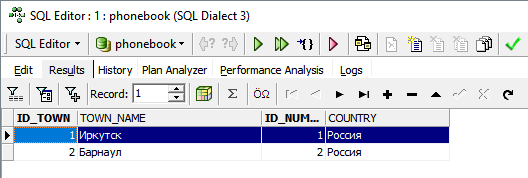 SQL Editor : 1 : phonebook (SQL Dialect 3)
SQL Editor phonebook
Edit Results History Plan Analyzer Performance Analysis Logs
Record: 1 Σ ÖΩ
ID_TOWN TOWN_NAME ID_NUM... COUNTRY
1 Иркутск 1 Россия
2 Барнаул 2 Россия